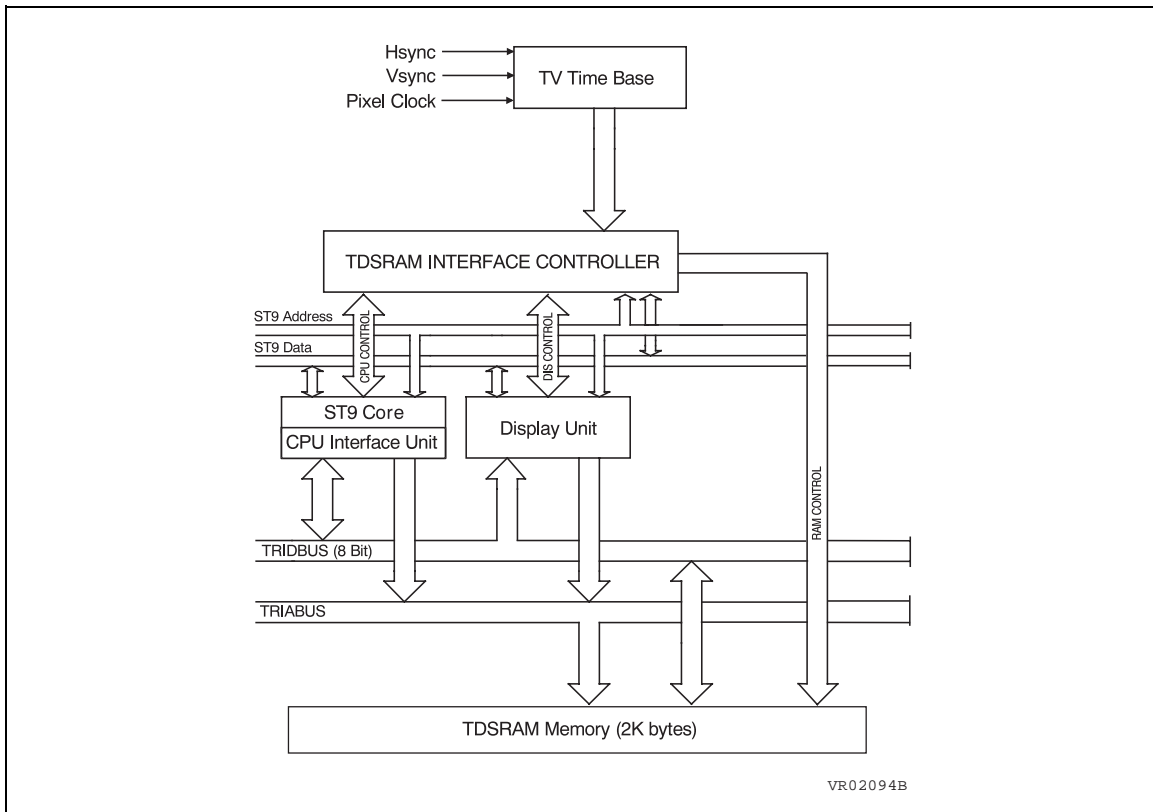 Hsync
Vsync
Pixel Clock
TV Time Base
TDSRAM INTERFACE CONTROLLER
ST9 Address
ST9 Data
CPU CONTROL
DIS CONTROL
ST9 Core
CPU Interface Unit
Display Unit
RAM CONTROL
TRIDBUS (8 Bit)
TRIABUS
TDSRAM Memory (2K bytes)
VR02094B